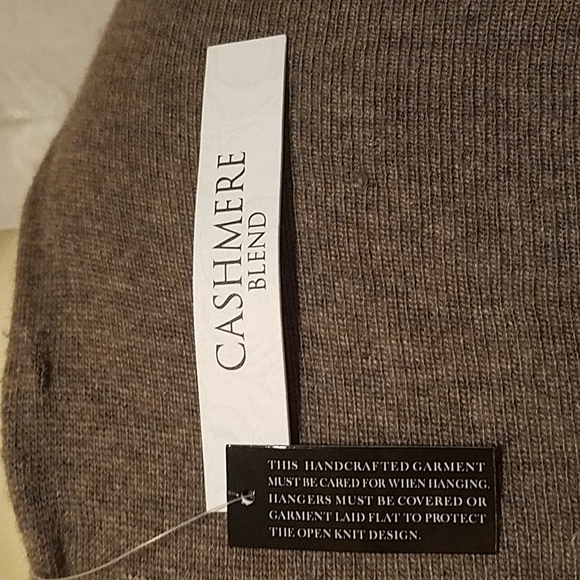 CASHMERE
BLEND
THIS HANDCRAFTED GARMENT
MUST BE CARED FOR WHEN HANGING.
HANGERS MUST BE COVERED OR
GARMENT LAID FLAT TO PROTECT
THE OPEN KNIT DESIGN.